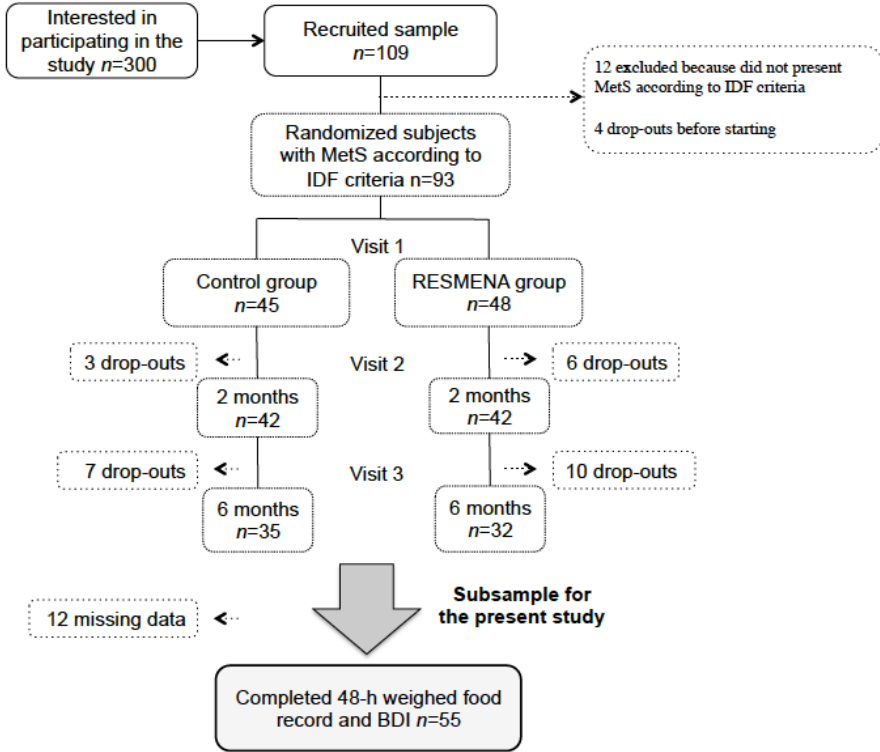 Interested in
participating in the
study n=300
Recruited sample
n=109
12 excluded because did not present
MetS according to IDF criteria
4 drop-outs before starting
Randomized subjects
with MetS according to
IDF criteria n=93
Visit 1
Control group
n=45
RESMENA group
n=48
3 drop-outs
Visit 2
6 drop-outs
2 months
n=42
2 months
n=42
7 drop-outs
Visit 3
10 drop-outs
6 months
n=35
6 months
n=32
Subsample for
the present study
12 missing data
Completed 48-h weighed food
record and BDI n=55